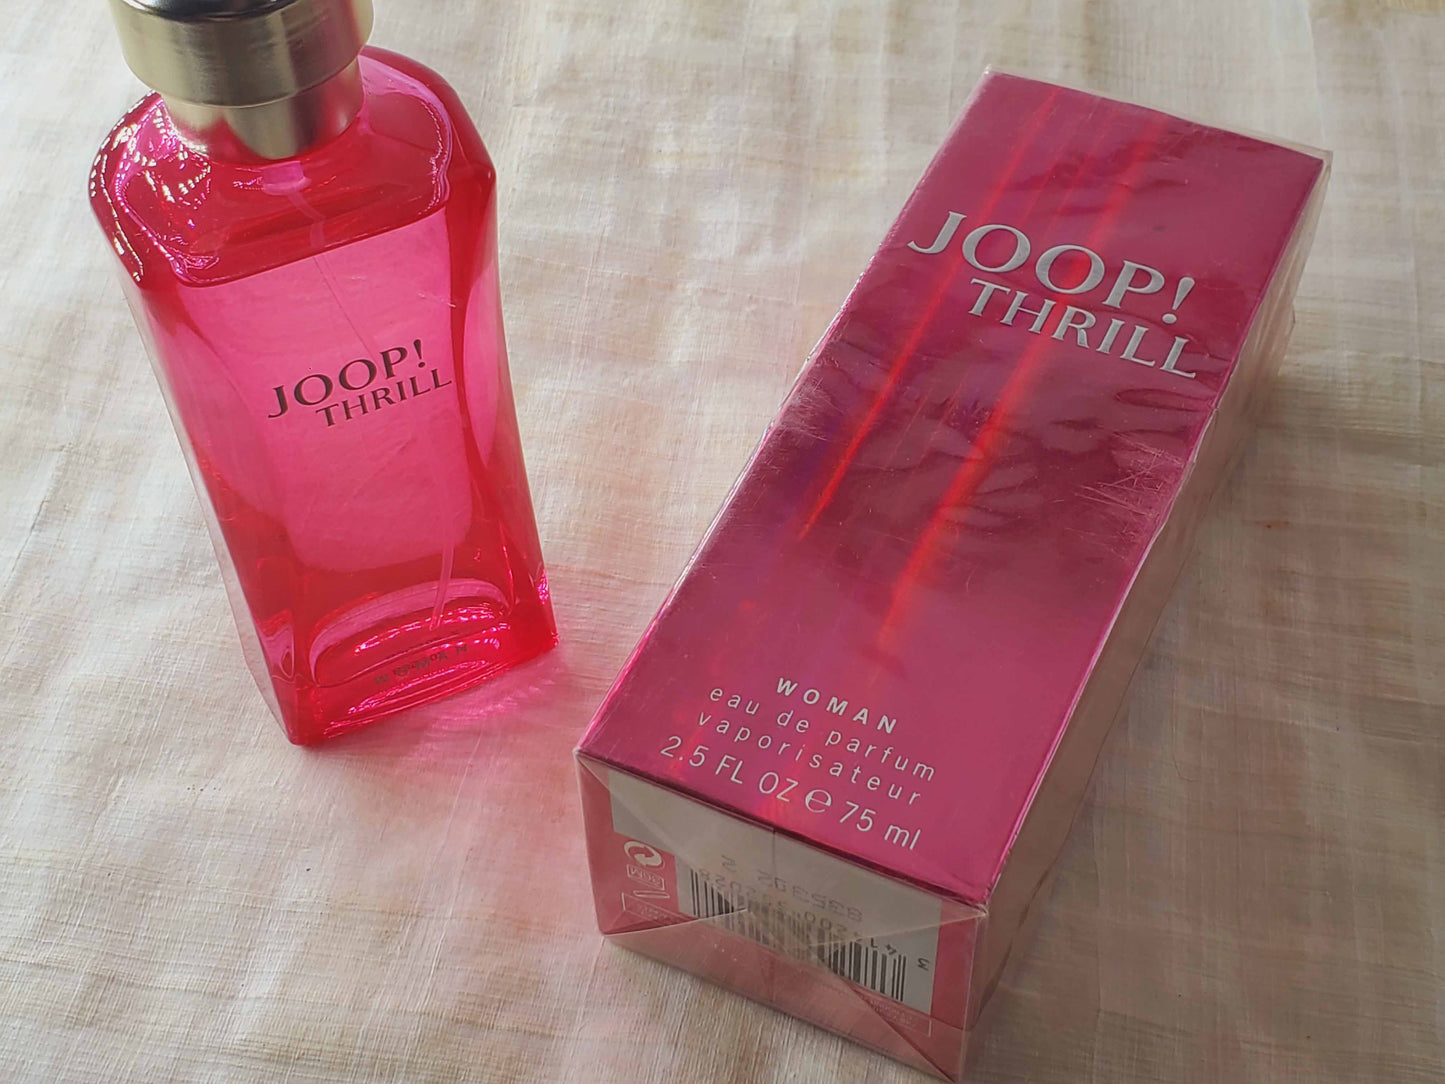 JOOP!
THRILL
JOOP!
THRILL
WOMAN
eau de parfum
vaporisateur
2.5 FL OZ ℮ 75 ml